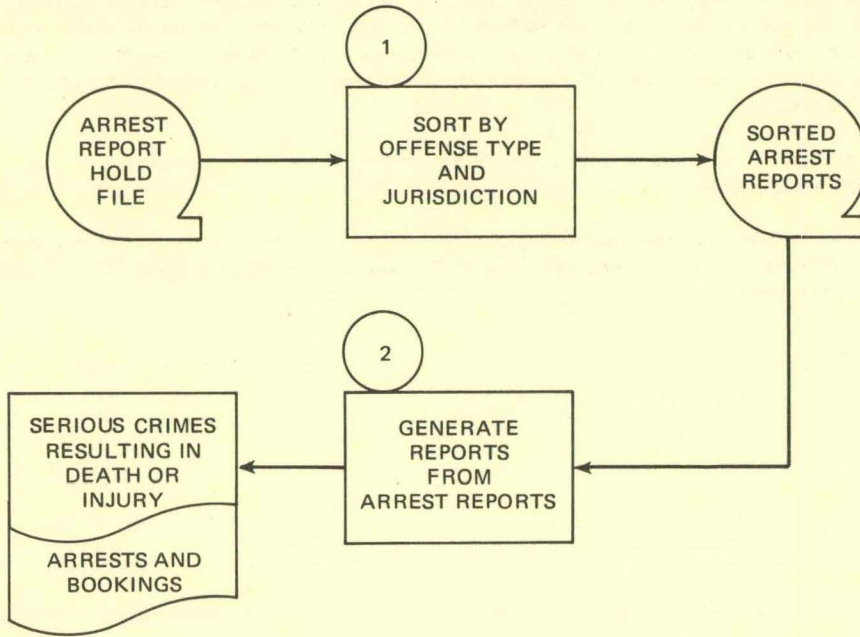 1
ARREST
REPORT
HOLD
FILE
SORT BY
OFFENSE TYPE
AND
JURISDICTION
SORTED
ARREST
REPORTS
2
GENERATE
REPORTS
FROM
ARREST REPORTS
SERIOUS CRIMES
RESULTING IN
DEATH OR
INJURY
ARRESTS AND
BOOKINGS